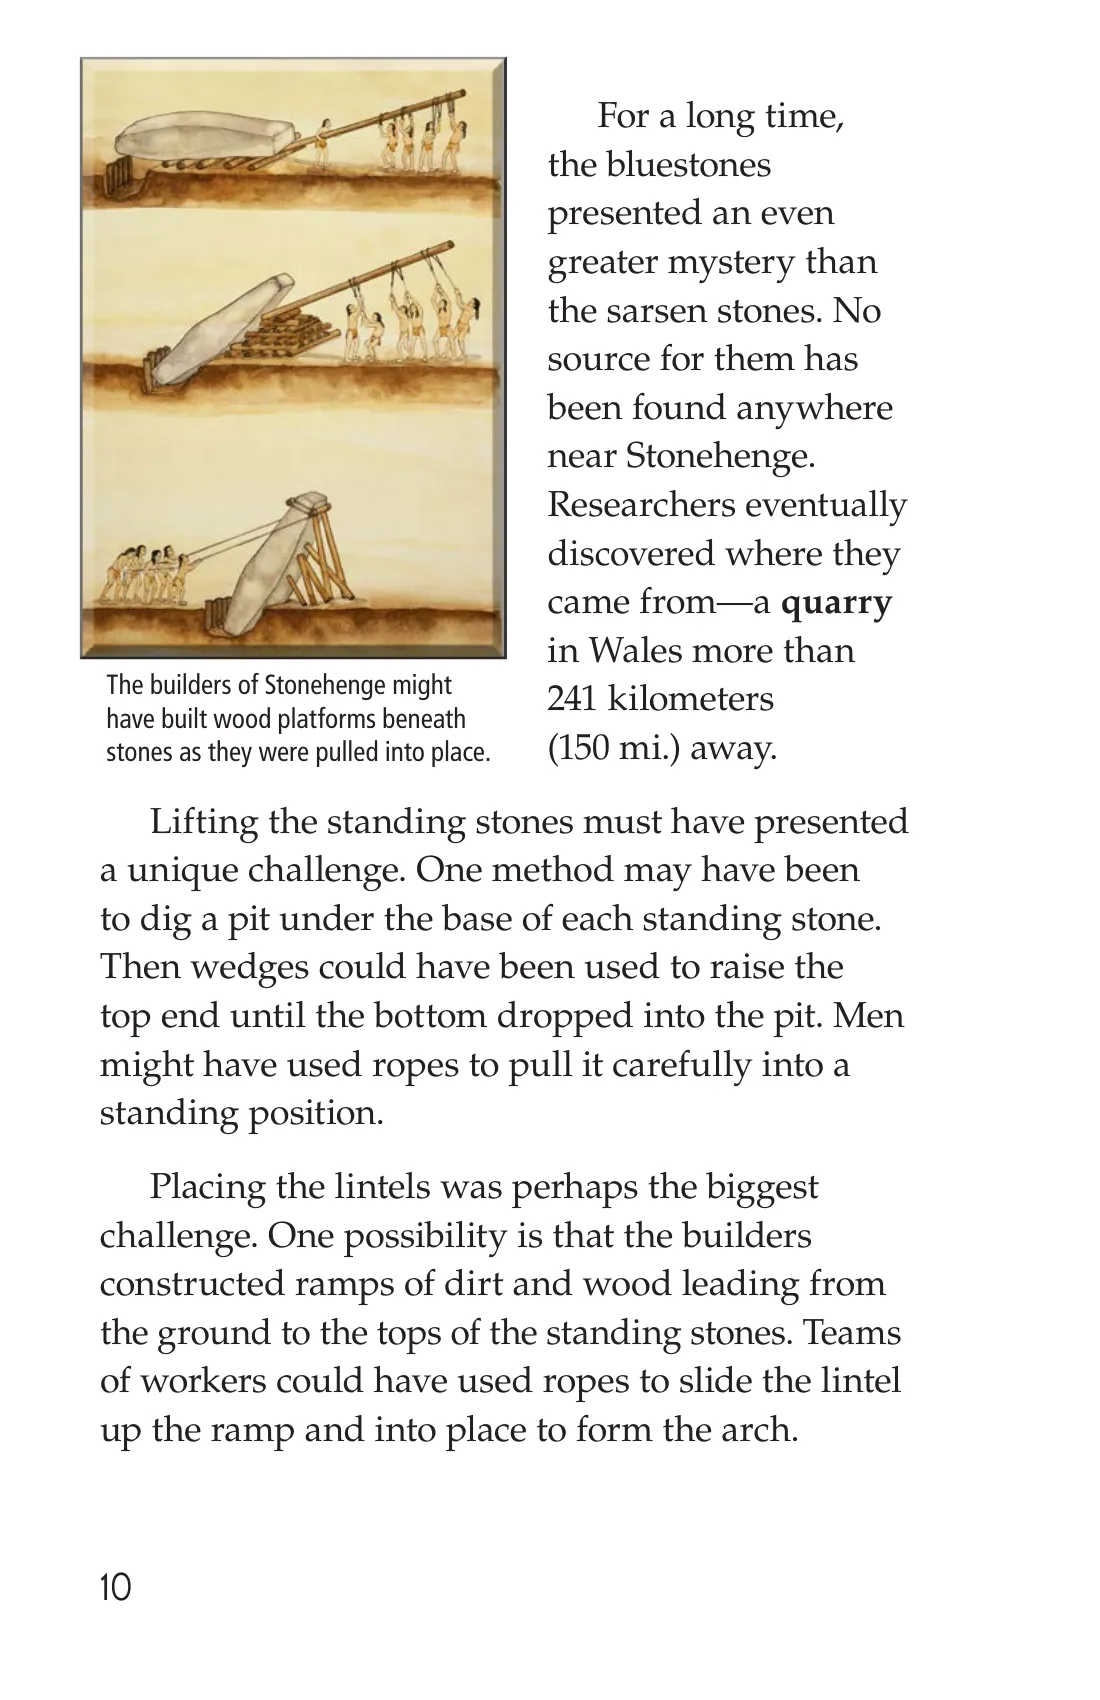 For a long time,
the bluestones
presented an even
greater mystery than
the sarsen stones. No
source for them has
been found anywhere
near Stonehenge.
Researchers eventually
discovered where they
came from—a quarry
in Wales more than
241 kilometers
(150 mi.) away.
The builders of Stonehenge might
have built wood platforms beneath
stones as they were pulled into place.
Lifting the standing stones must have presented
a unique challenge. One method may have been
to dig a pit under the base of each standing stone.
Then wedges could have been used to raise the
top end until the bottom dropped into the pit. Men
might have used ropes to pull it carefully into a
standing position.
Placing the lintels was perhaps the biggest
challenge. One possibility is that the builders
constructed ramps of dirt and wood leading from
the ground to the tops of the standing stones. Teams
of workers could have used ropes to slide the lintel
up the ramp and into place to form the arch.
10